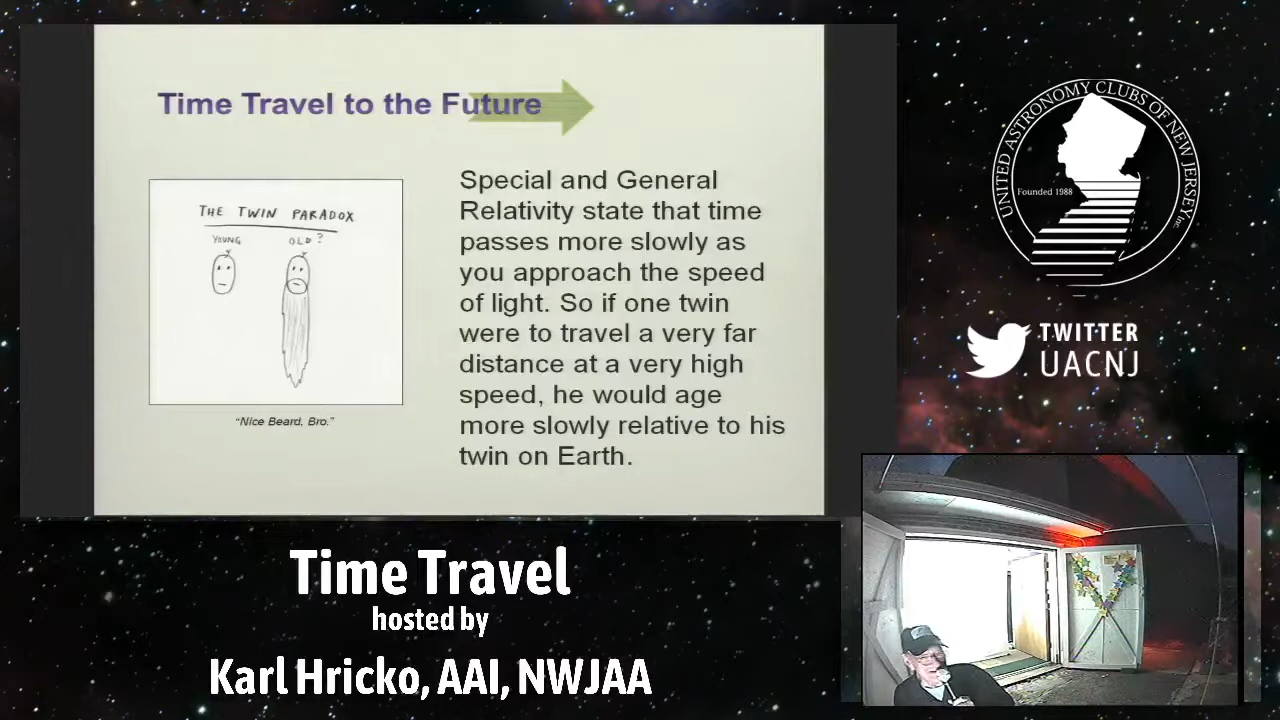 Time Travel to the Future
THE TWIN PARADOX
YOUNG
OLD?
"Nice Beard, Bro."
Special and General
Relativity state that time
passes more slowly as
you approach the speed
of light. So if one twin
were to travel a very far
distance at a very high
speed, he would age
more slowly relative to his
twin on Earth.
UNITED ASTRONOMY CLUBS OF NEW JERSEY, Inc.
Founded 1988
TWITTER
UACNJ
Time Travel
hosted by
Karl Hricko, AAI, NWJAA